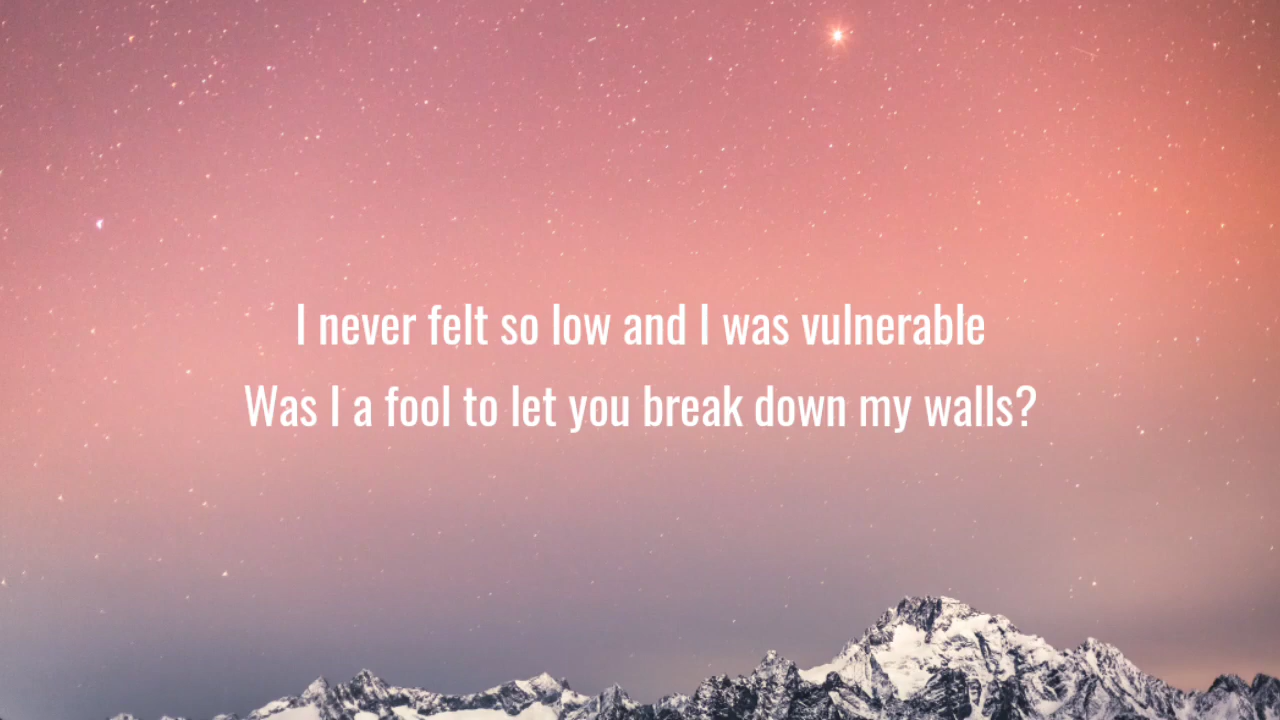 I never felt so low and I was vulnerable
Was I a fool to let you break down my walls?